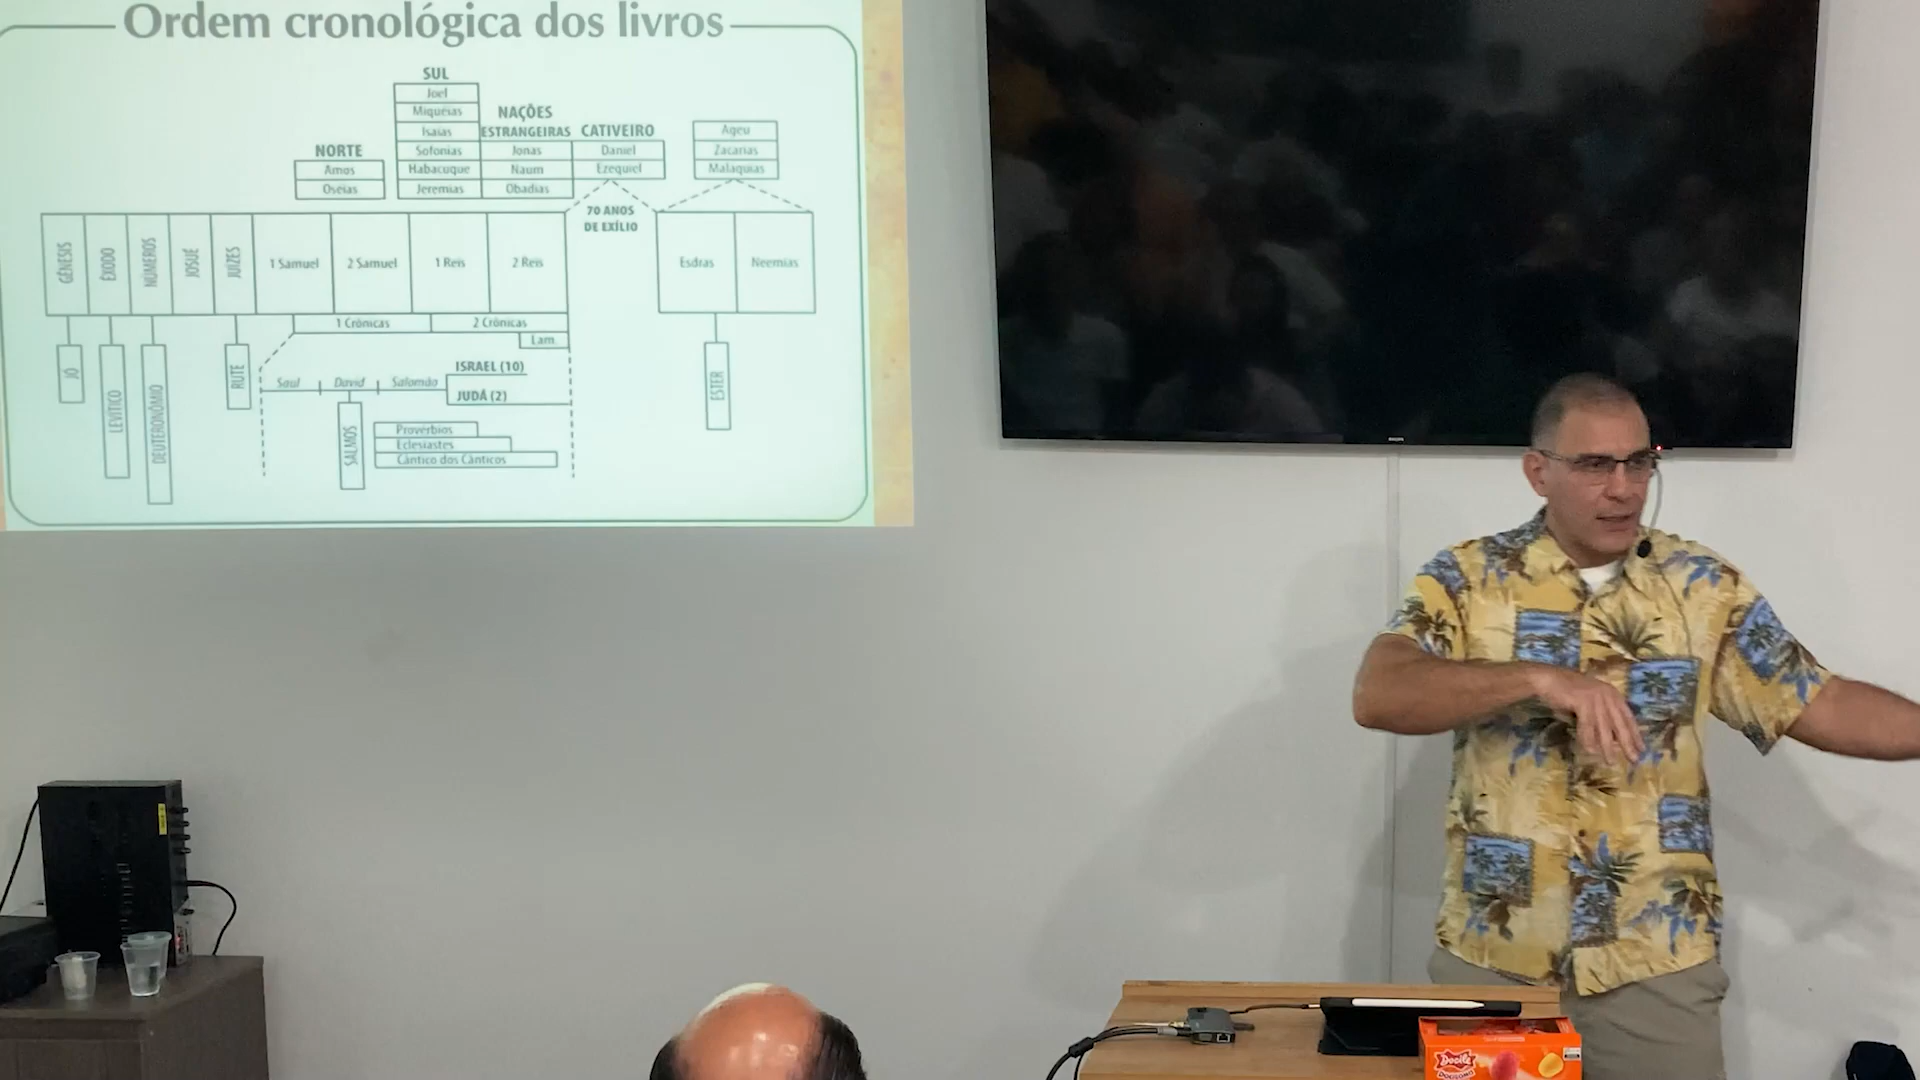 Ordem cronológica dos livros
SUL
Joel
Miquéias
Isaías
Sofonias
Habacuque
Jeremias
NAÇÕES
ESTRANGEIRAS
Jonas
Naum
Obadias
CATIVEIRO
Daniel
Ezequiel
Ageu
Zacarias
Malaquias
NORTE
Amos
Oséias
70 ANOS
DE EXÍLIO
GÊNESIS
ÊXODO
NÚMEROS
JOSUÉ
JUÍZES
1 Samuel
2 Samuel
1 Reis
2 Reis
Esdras
Neemias
1 Crônicas
2 Crônicas
Lam.
JÓ
LEVÍTICO
DEUTERONÔMIO
RUTE
Saul
David
Salomão
ISRAEL (10)
JUDÁ (2)
SALMOS
Provérbios
Eclesiastes
Cântico dos Cânticos
ESTER
PHILIPS
Docile